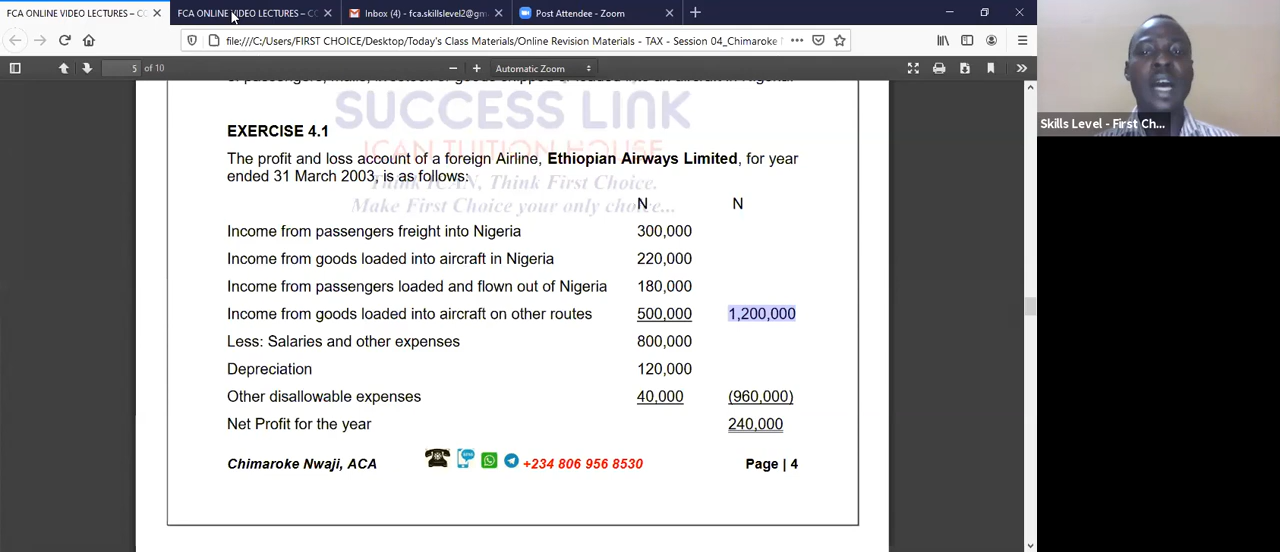 FCA ONLINE VIDEO LECTURES – CC
FCA ONLINE VIDEO LECTURES – CC
Inbox (4) - fca.skillslevel2@gm
Post Attendee - Zoom
file:///C:/Users/FIRST CHOICE/Desktop/Today's Class Materials/Online Revision Materials - TAX - Session 04_Chimaroke
5 of 10
Automatic Zoom
Skills Level - First Ch...
SUCCESS LINK
ICAN TUITION HOUSE
Think ICAN, Think First Choice.
Make First Choice your only choice...
EXERCISE 4.1
The profit and loss account of a foreign Airline, Ethiopian Airways Limited, for year
ended 31 March 2003, is as follows:
N N
Income from passengers freight into Nigeria 300,000
Income from goods loaded into aircraft in Nigeria 220,000
Income from passengers loaded and flown out of Nigeria 180,000
Income from goods loaded into aircraft on other routes 500,000 1,200,000
Less: Salaries and other expenses 800,000
Depreciation 120,000
Other disallowable expenses 40,000 (960,000)
Net Profit for the year 240,000
Chimaroke Nwaji, ACA +234 806 956 8530 Page | 4